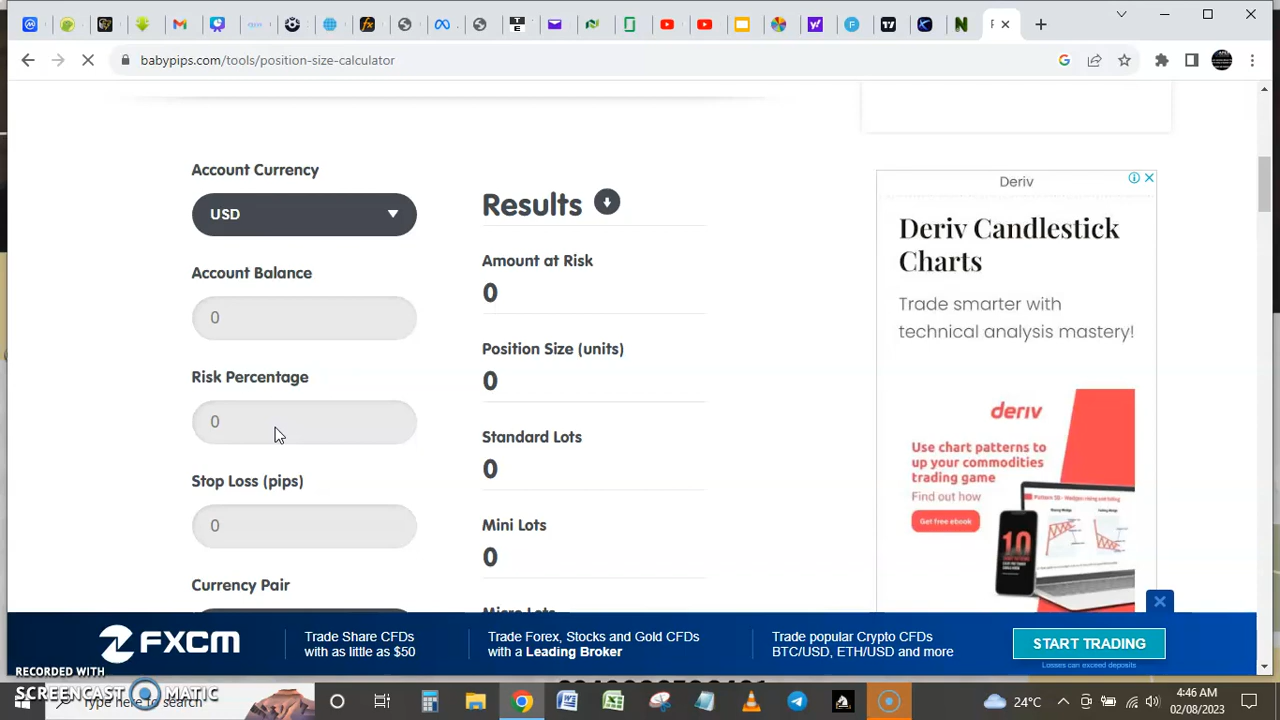 babypips.com/tools/position-size-calculator
Account Currency
USD
Account Balance
0
Risk Percentage
0
Stop Loss (pips)
0
Currency Pair
Results
Amount at Risk
0
Position Size (units)
0
Standard Lots
0
Mini Lots
0
Deriv
Deriv Candlestick
Charts
Trade smarter with
technical analysis mastery!
deriv
Use chart patterns to
up your commodities
trading game
Find out how
Get free ebook
10
FXCM
Trade Share CFDs
with as little as $50
Trade Forex, Stocks and Gold CFDs
with a Leading Broker
Trade popular Crypto CFDs
BTC/USD, ETH/USD and more
START TRADING
Losses can exceed deposits
RECORDED WITH
SCREENCAST MATIC
Type here to search
24°C
4:46 AM
02/08/2023